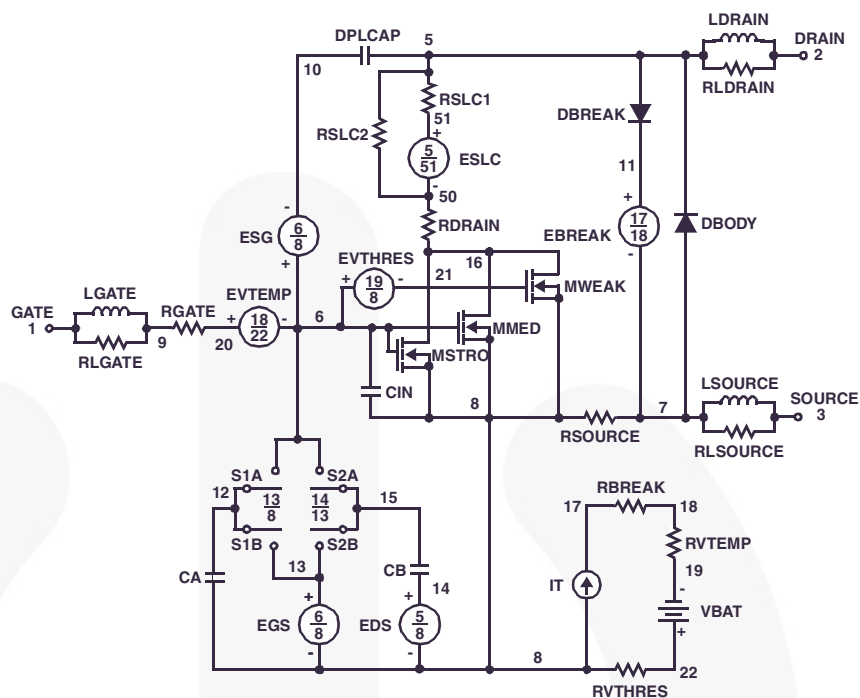 LDRAIN
DPLCAP 5 DRAIN
10 2
RLDRAIN
RSLC1
51
DBREAK
RSLC2
+
5
51
ESLC
-
11
50
-
RDRAIN
+
17
18
DBODY
6
8
ESG
EBREAK
+
EVTHRES
16
-
+ 19
8
-
21
MWEAK
LGATE
EVTEMP
GATE
1
RGATE
+ 18
22
-
6
MMED
9 20
MSTRO
RLGATE
LSOURCE
CIN
8 7 SOURCE
3
RSOURCE
RLSOURCE
S1A S2A
12
13
8
14
13
15
RBREAK
17 18
S1B S2B
RVTEMP
13
CA CB
19
14
IT
-
+ +
VBAT
EGS 6
8
EDS 5
8
+
- -
8 22
RVTHRES